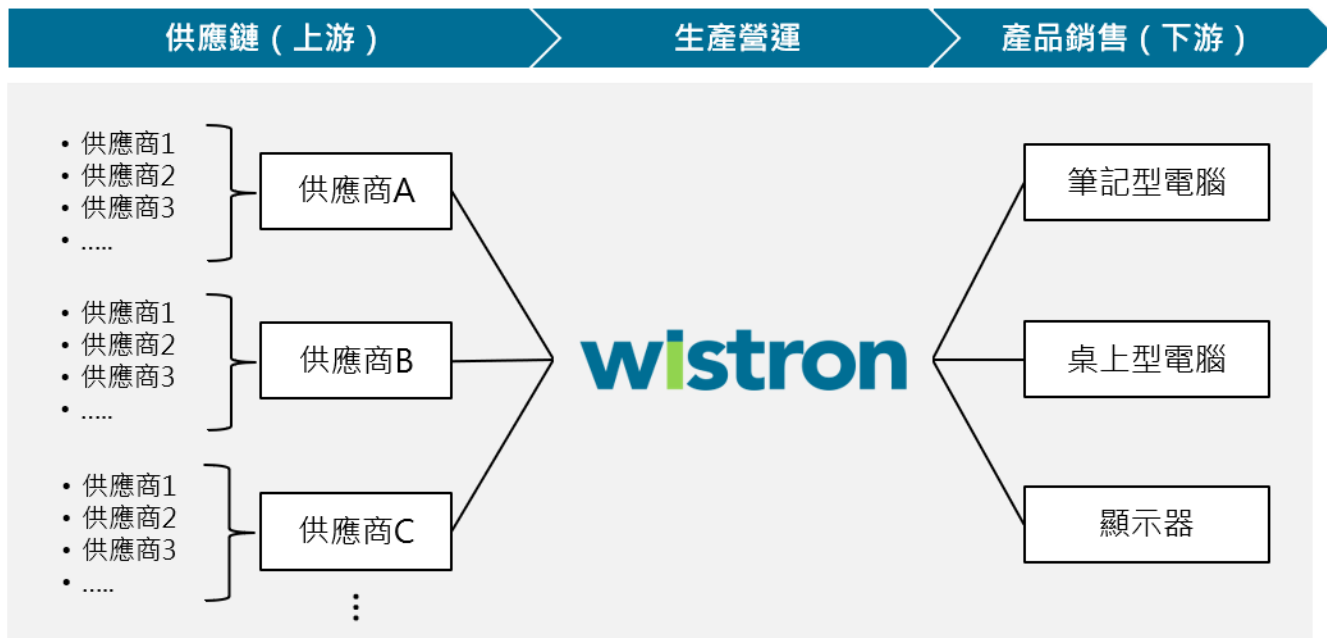 供應鏈（上游）
生產營運
產品銷售（下游）
• 供應商1
• 供應商2
• 供應商3
• .....
供應商A
• 供應商1
• 供應商2
• 供應商3
• .....
供應商B
• 供應商1
• 供應商2
• 供應商3
• .....
供應商C
⋮
wistron
筆記型電腦
桌上型電腦
顯示器